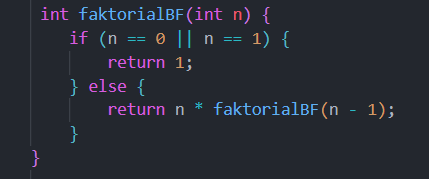 int faktorialBF(int n) {
if (n == 0 || n == 1) {
return 1;
} else {
return n * faktorialBF(n - 1);
}
}